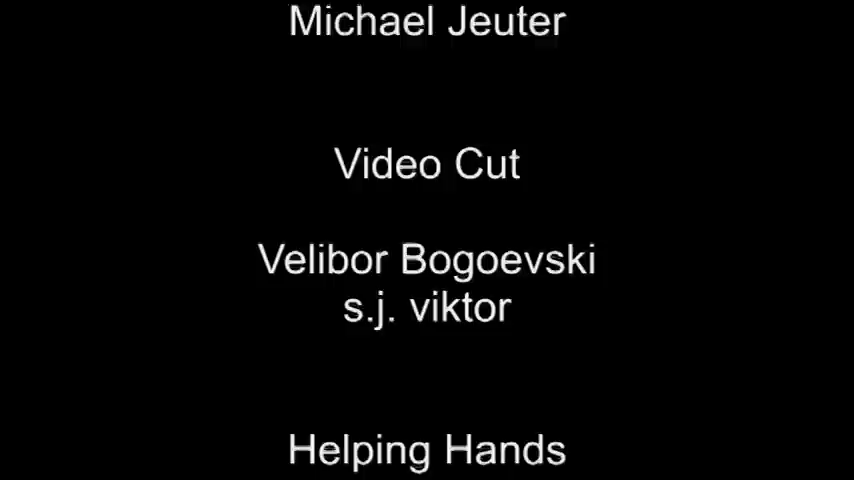 Michael Jeuter
Video Cut
Velibor Bogoevski
s.j. viktor
Helping Hands